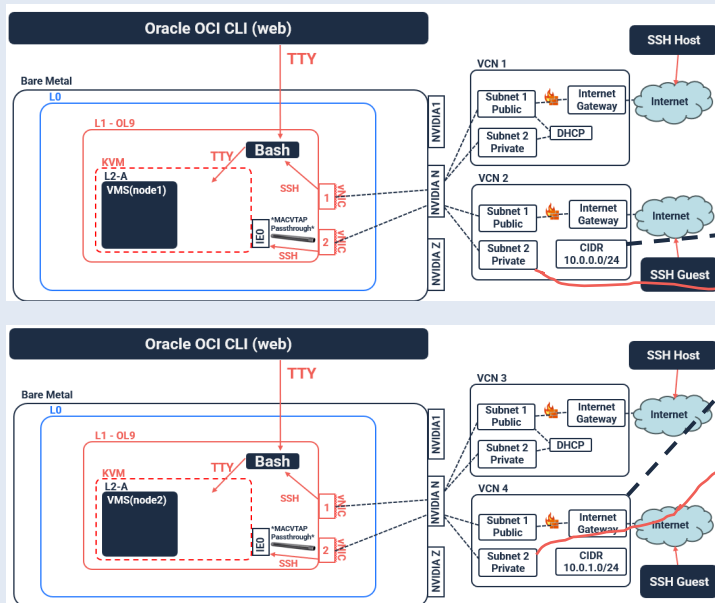 Oracle OCI CLI (web)
SSH Host
TTY
VCN 1
Bare Metal
L0
L1 - OL9
Bash
TTY
KVM
L2-A
VMS(node1)
SSH
1
VNIC
*MACVTAP
Passthrough*
IE0
2
VNIC
SSH
NVIDIA1
NVIDIA N
NVIDIA Z
Subnet 1
Public
Internet
Gateway
Internet
Subnet 2
Private
DHCP
VCN 2
Subnet 1
Public
Internet
Gateway
Internet
Subnet 2
Private
CIDR
10.0.0.0/24
SSH Guest
Oracle OCI CLI (web)
SSH Host
TTY
VCN 3
Bare Metal
L0
L1 - OL9
Bash
TTY
KVM
L2-A
VMS(node2)
SSH
1
VNIC
*MACVTAP
Passthrough*
IE0
2
VNIC
SSH
NVIDIA1
NVIDIA N
NVIDIA Z
Subnet 1
Public
Internet
Gateway
Internet
Subnet 2
Private
DHCP
VCN 4
Subnet 1
Public
Internet
Gateway
Internet
Subnet 2
Private
CIDR
10.0.1.0/24
SSH Guest